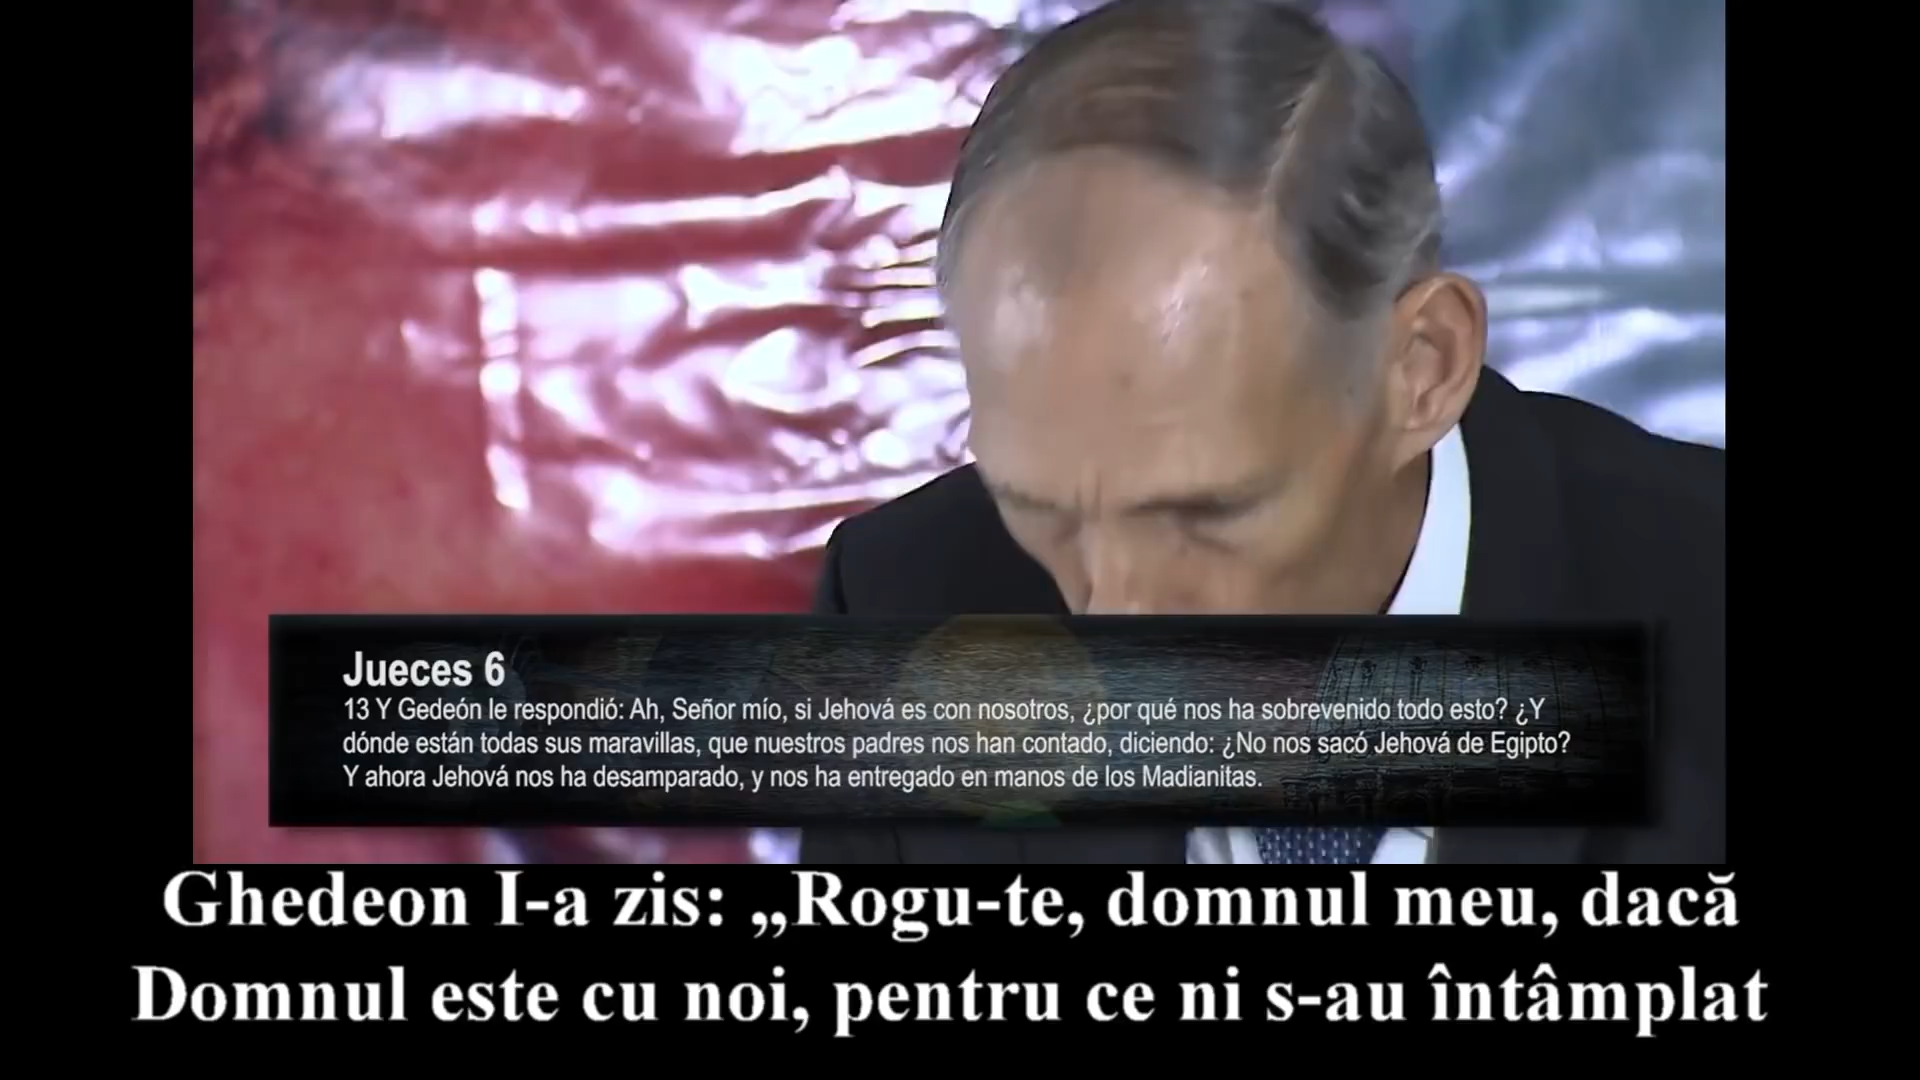 Jueces 6
13 Y Gedeón le respondió: Ah, Señor mío, si Jehová es con nosotros, ¿por qué nos ha sobrevenido todo esto? ¿Y
dónde están todas sus maravillas, que nuestros padres nos han contado, diciendo: ¿No nos sacó Jehová de Egipto?
Y ahora Jehová nos ha desamparado, y nos ha entregado en manos de los Madianitas.
Ghedeon I-a zis: „Rogu-te, domnul meu, dacă
Domnul este cu noi, pentru ce ni s-au întâmplat